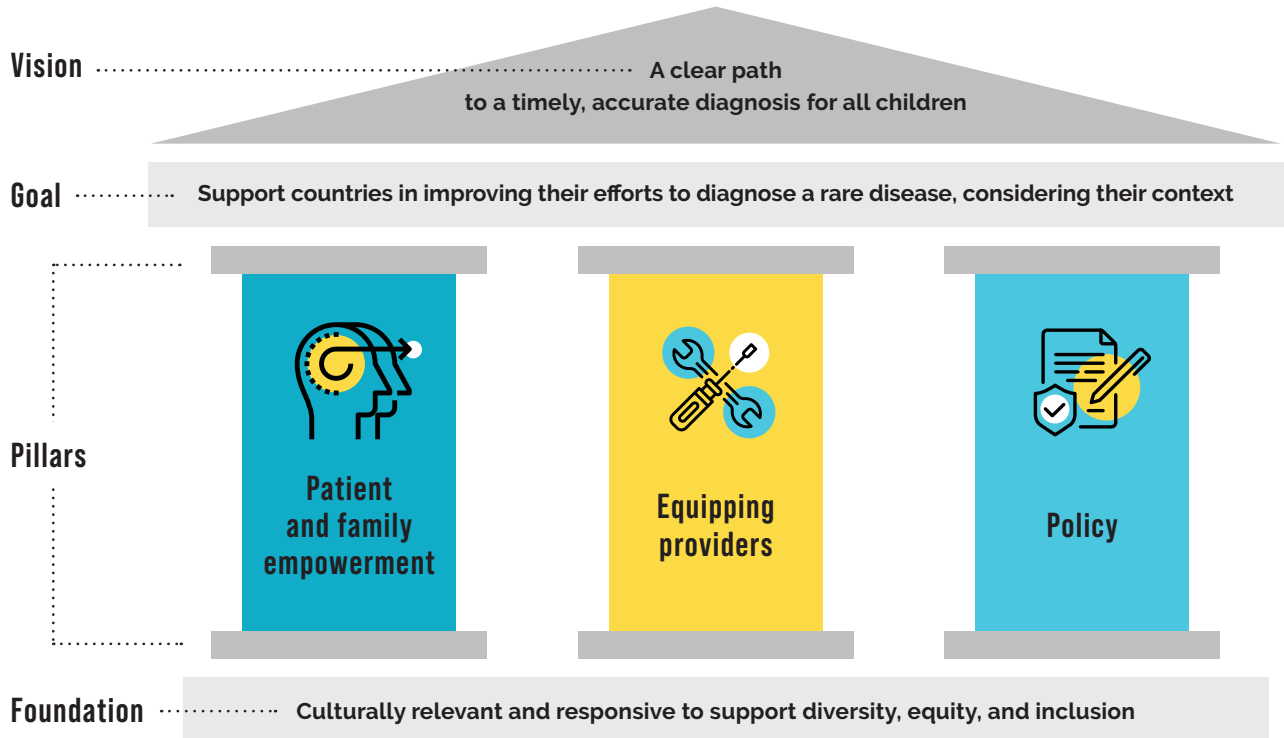 Vision
A clear path
to a timely, accurate diagnosis for all children
Goal
Support countries in improving their efforts to diagnose a rare disease, considering their context
Pillars
Patient
and family
empowerment
Equipping
providers
Policy
Foundation
Culturally relevant and responsive to support diversity, equity, and inclusion